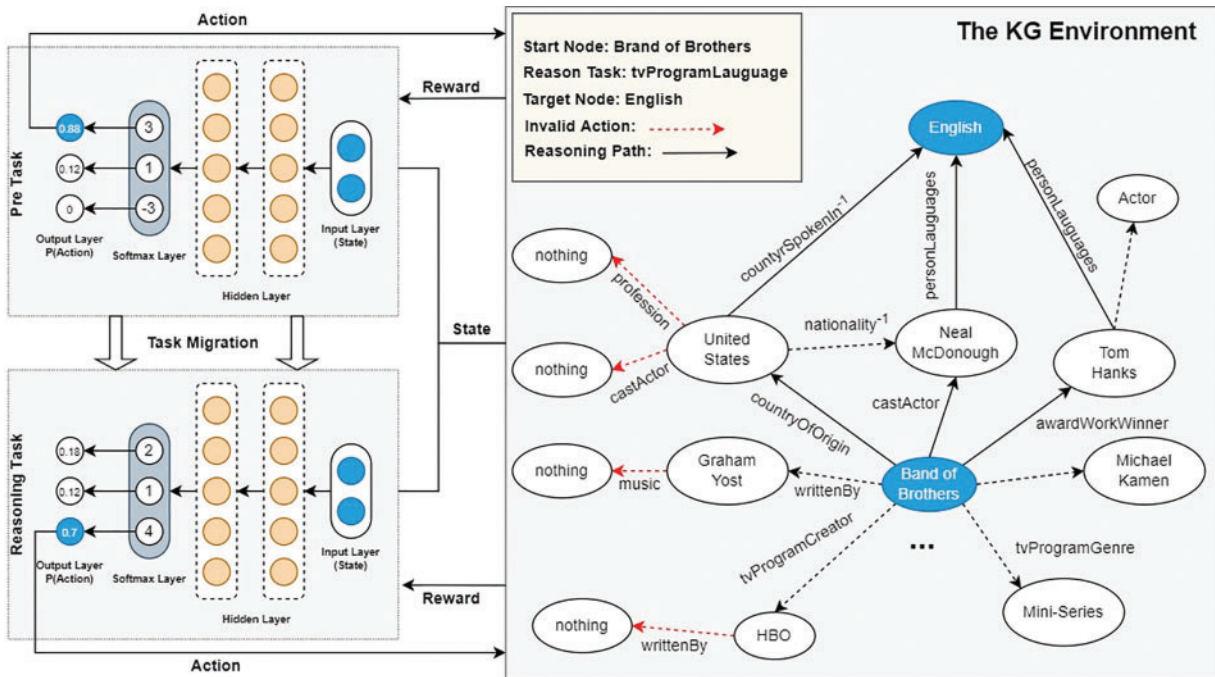 Action
Pre Task
0.88
0.12
0
3
1
-3
Output Layer
P(Action)
Softmax Layer
Hidden Layer
Input Layer
(State)
Reward
Task Migration
State
Reasoning Task
0.18
0.12
0.7
2
1
4
Output Layer
P(Action)
Softmax Layer
Hidden Layer
Input Layer
(State)
Reward
Action
The KG Environment
Start Node: Brand of Brothers
Reason Task: tvProgramLauguage
Target Node: English
Invalid Action:
Reasoning Path:
English
Actor
countyrSpokenIn-1
personLauguages
personLauguages
nothing
profession
nothing
castActor
United
States
nationality-1
Neal
McDonough
Tom
Hanks
countryOfOrigin
castActor
awardWorkWinner
nothing
music
Graham
Yost
writtenBy
Band of
Brothers
Michael
Kamen
...
tvProgramCreator
tvProgramGenre
Mini-Series
nothing
writtenBy
HBO